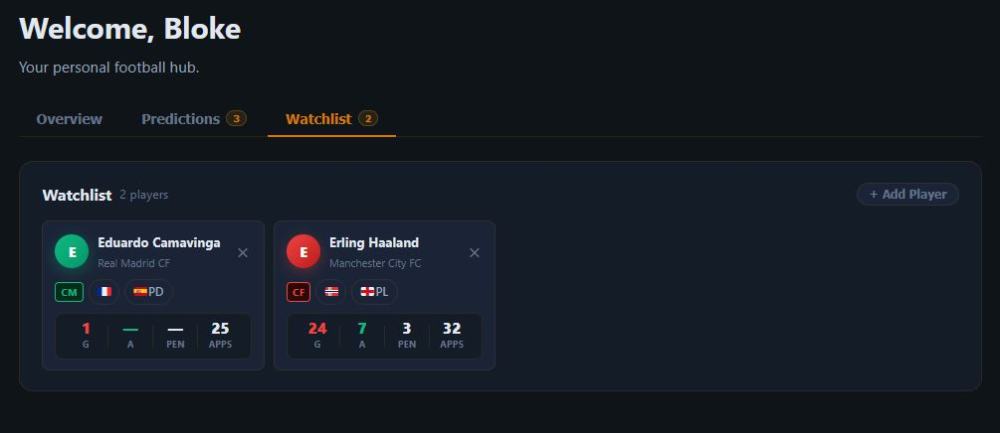 Welcome, Bloke
Your personal football hub.
Overview Predictions 3 Watchlist 2
Watchlist 2 players + Add Player
E Eduardo Camavinga ×
Real Madrid CF
CM PD
1 — — 25
G A PEN APPS
E Erling Haaland ×
Manchester City FC
CF PL
24 7 3 32
G A PEN APPS